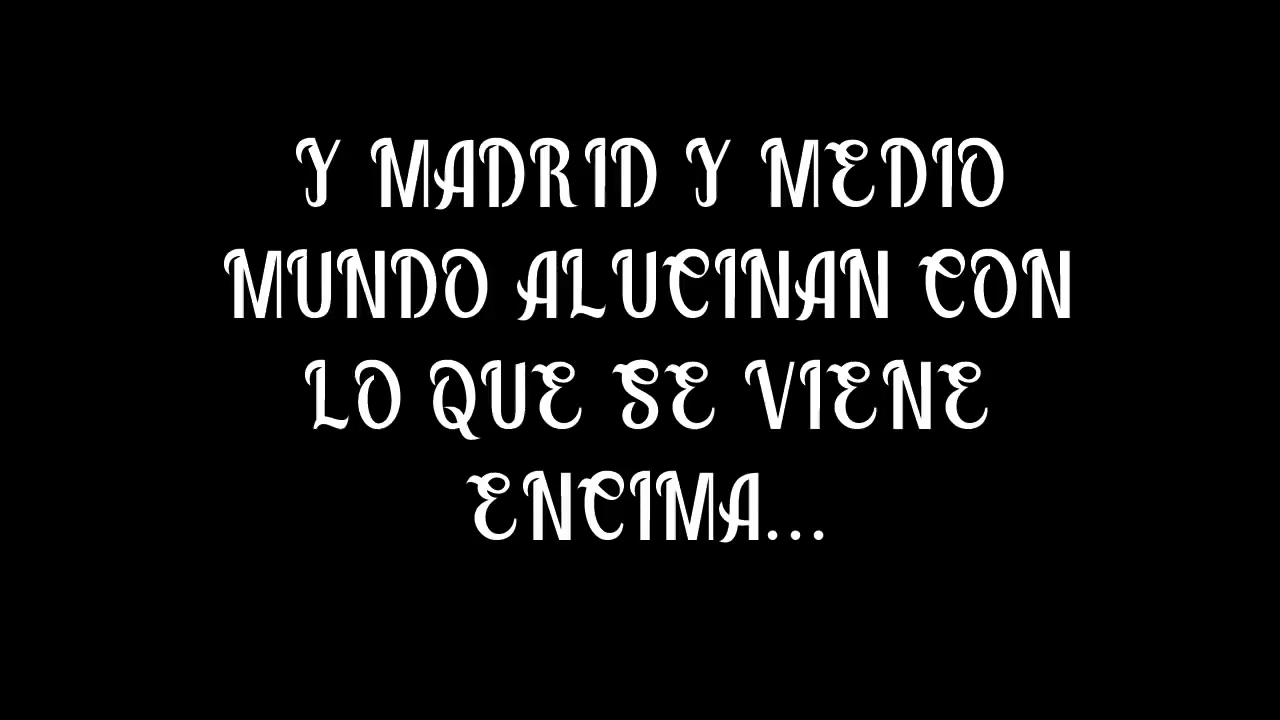 Y MADRID Y MEDIO
MUNDO ALUCINAN CON
LO QUE SE VIENE
ENCIMA...